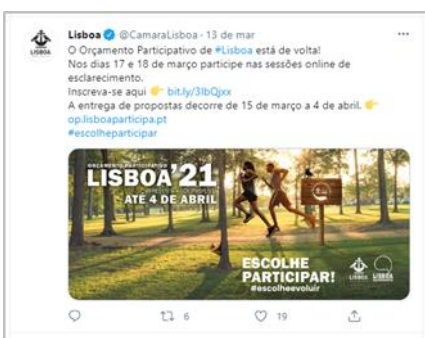 Lisboa @CamaraLisboa · 13 de mar
O Orçamento Participativo de #Lisboa está de volta!
Nos dias 17 e 18 de março participe nas sessões online de
esclarecimento.
Inscreva-se aqui 👉 bit.ly/3lbQjxx
A entrega de propostas decorre de 15 de março a 4 de abril. 👉
op.lisboaparticipa.pt
#escolheparticipar
ORÇAMENTO PARTICIPATIVO
LISBOA'21
ATÉ 4 DE ABRIL
ESCOLHE
PARTICIPAR!
#escolheevoluir
LISBOA
LISBOA
6
19